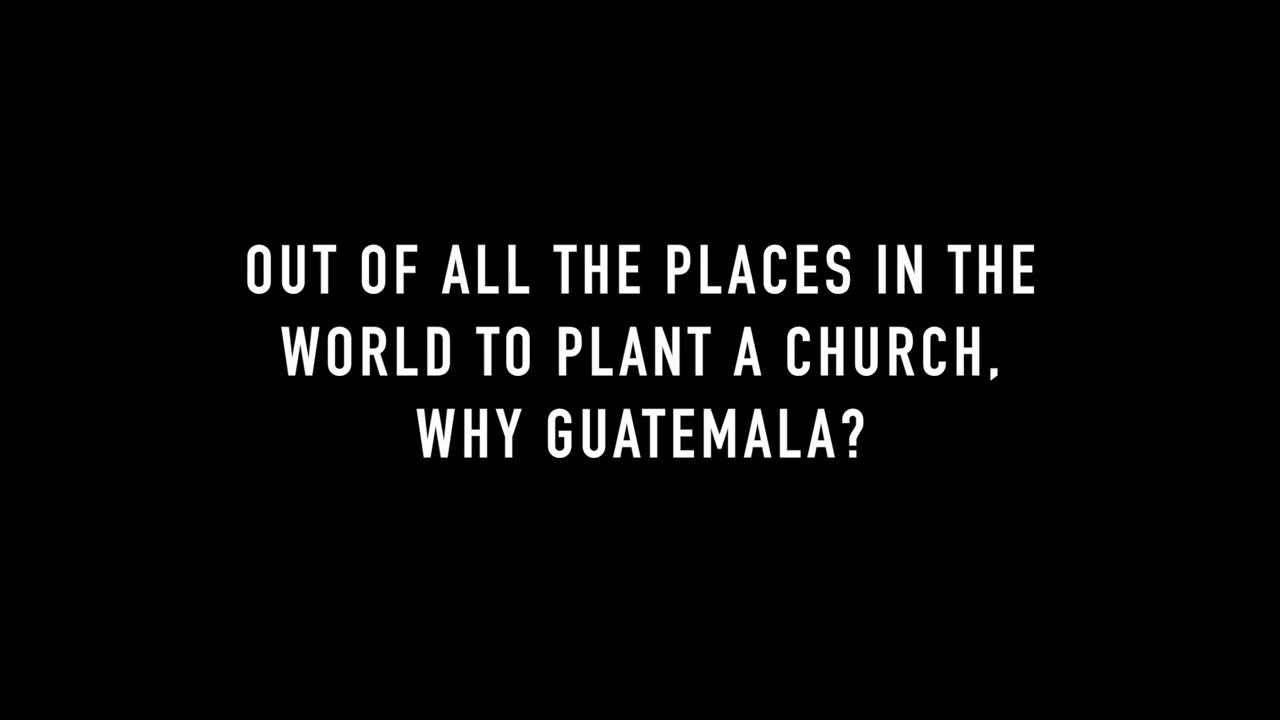 OUT OF ALL THE PLACES IN THE
WORLD TO PLANT A CHURCH,
WHY GUATEMALA?